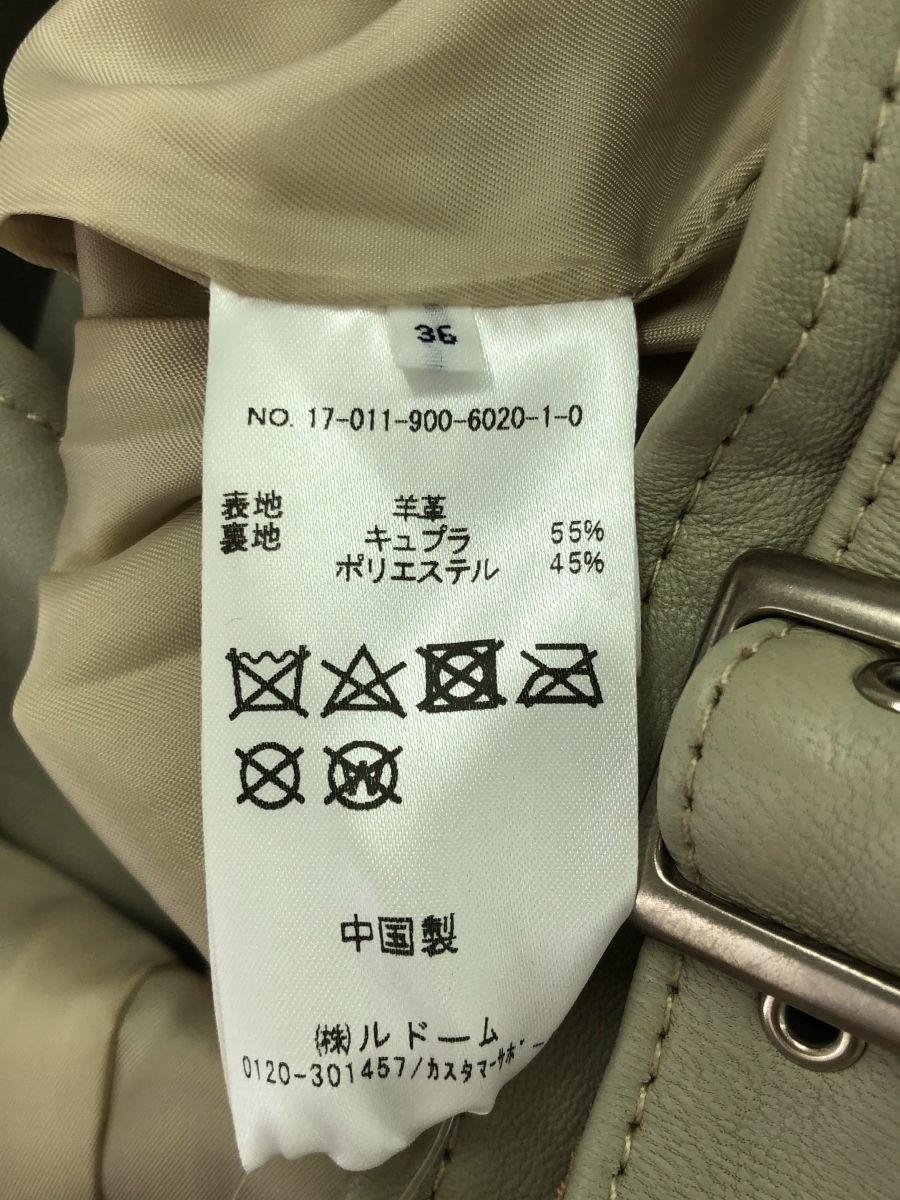 36
NO. 17-011-900-6020-1-0
表地 羊革
裏地 キュプラ 55%
ポリエステル 45%
中国製
(株)ルドーム
0120-301457/カスタマーサポー